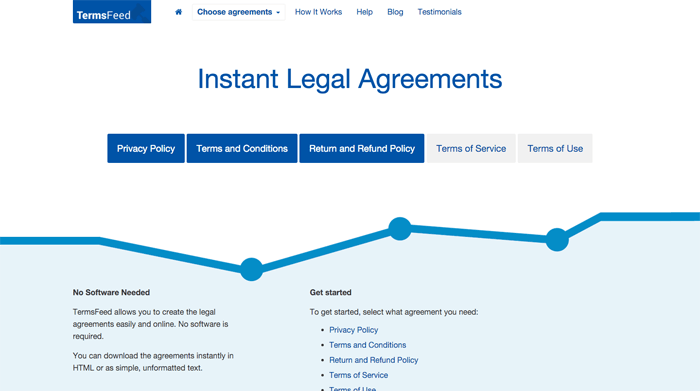 TermsFeed
Choose agreements
How It Works
Help
Blog
Testimonials
Instant Legal Agreements
Privacy Policy
Terms and Conditions
Return and Refund Policy
Terms of Service
Terms of Use
No Software Needed
TermsFeed allows you to create the legal
agreements easily and online. No software is
required.
You can download the agreements instantly in
HTML or as simple, unformatted text.
Get started
To get started, select what agreement you need:
Privacy Policy
Terms and Conditions
Return and Refund Policy
Terms of Service
Terms of Use